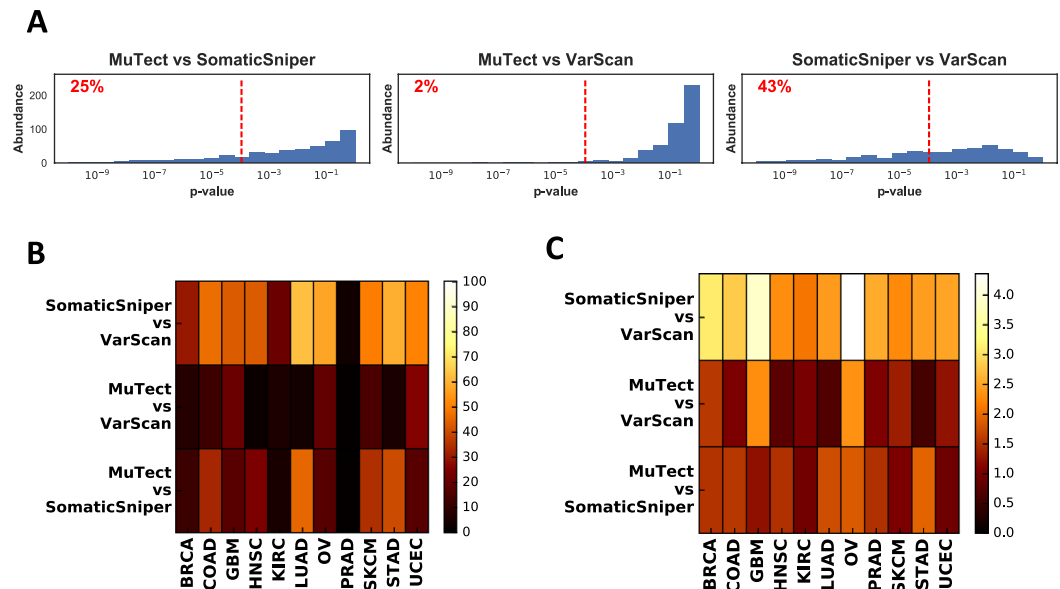 A
MuTect vs SomaticSniper
25%
Abundance
200
100
0
10⁻⁹ 10⁻⁷ 10⁻⁵ 10⁻³ 10⁻¹
p-value
MuTect vs VarScan
2%
Abundance
10⁻⁹ 10⁻⁷ 10⁻⁵ 10⁻³ 10⁻¹
p-value
SomaticSniper vs VarScan
43%
Abundance
10⁻⁹ 10⁻⁷ 10⁻⁵ 10⁻³ 10⁻¹
p-value
B
SomaticSniper
vs
VarScan
MuTect
vs
VarScan
MuTect
vs
SomaticSniper
BRCA
COAD
GBM
HNSC
KIRC
LUAD
OV
PRAD
SKCM
STAD
UCEC
100
90
80
70
60
50
40
30
20
10
0
C
SomaticSniper
vs
VarScan
MuTect
vs
VarScan
MuTect
vs
SomaticSniper
BRCA
COAD
GBM
HNSC
KIRC
LUAD
OV
PRAD
SKCM
STAD
UCEC
4.0
3.5
3.0
2.5
2.0
1.5
1.0
0.5
0.0